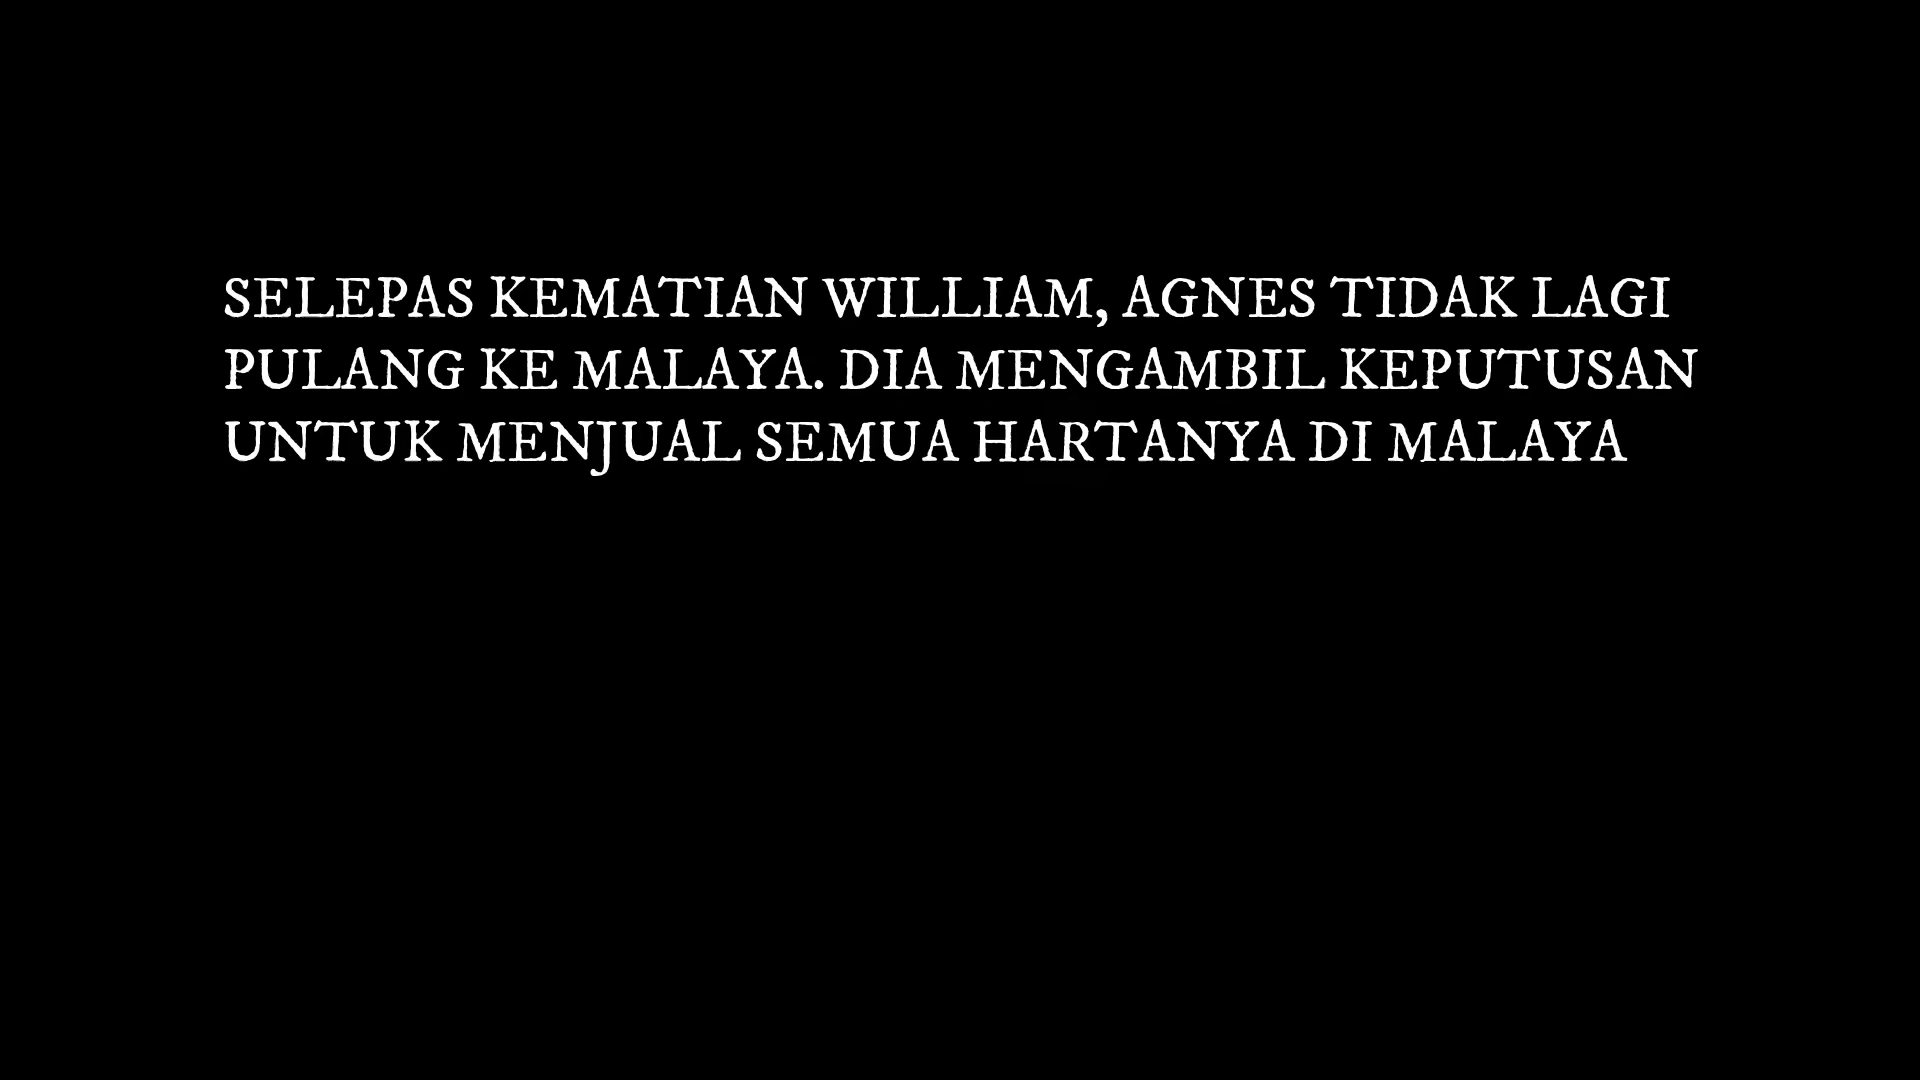 SELEPAS KEMATIAN WILLIAM, AGNES TIDAK LAGI
PULANG KE MALAYA. DIA MENGAMBIL KEPUTUSAN
UNTUK MENJUAL SEMUA HARTANYA DI MALAYA